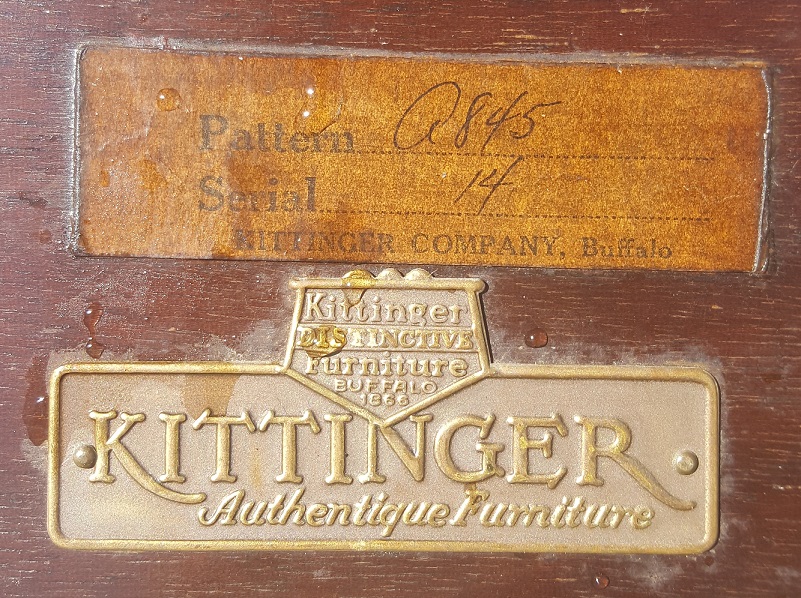 Pattern A845
Serial 14
KITTINGER COMPANY, Buffalo
Kittinger
DISTINCTIVE
Furniture
BUFFALO
1866
KITTINGER
Authentique Furniture